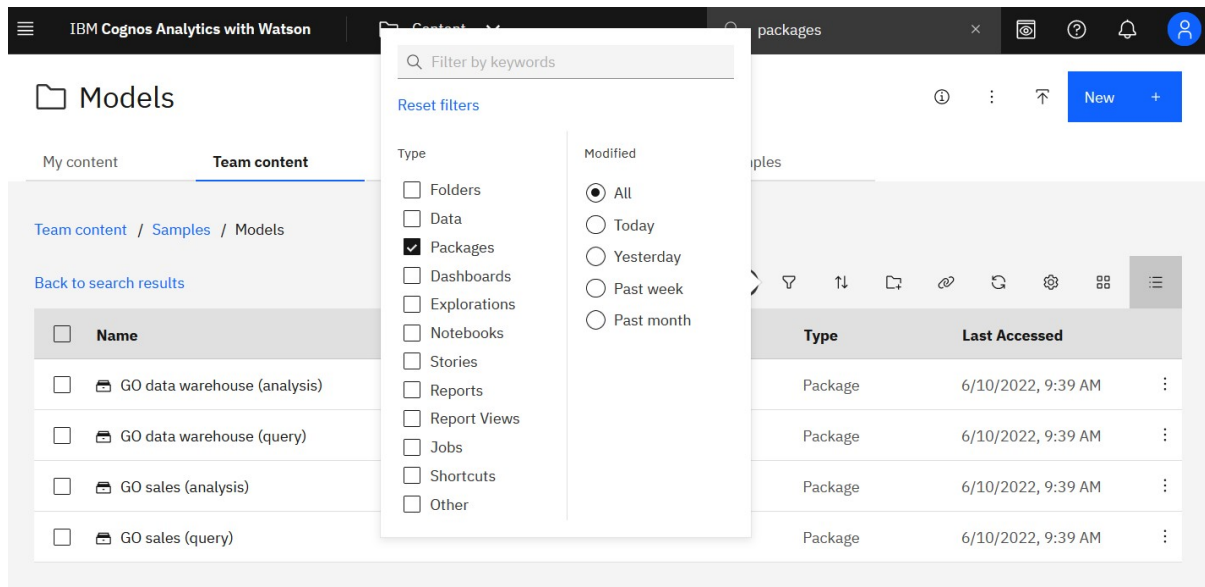 IBM Cognos Analytics with Watson
Content
packages
Models
New +
My content
Team content
Team content / Samples / Models
Back to search results
Filter by keywords
Reset filters
Type
Folders
Data
Packages
Dashboards
Explorations
Notebooks
Stories
Reports
Report Views
Jobs
Shortcuts
Other
Modified
All
Today
Yesterday
Past week
Past month
Name Type Last Accessed
GO data warehouse (analysis) Package 6/10/2022, 9:39 AM
GO data warehouse (query) Package 6/10/2022, 9:39 AM
GO sales (analysis) Package 6/10/2022, 9:39 AM
GO sales (query) Package 6/10/2022, 9:39 AM